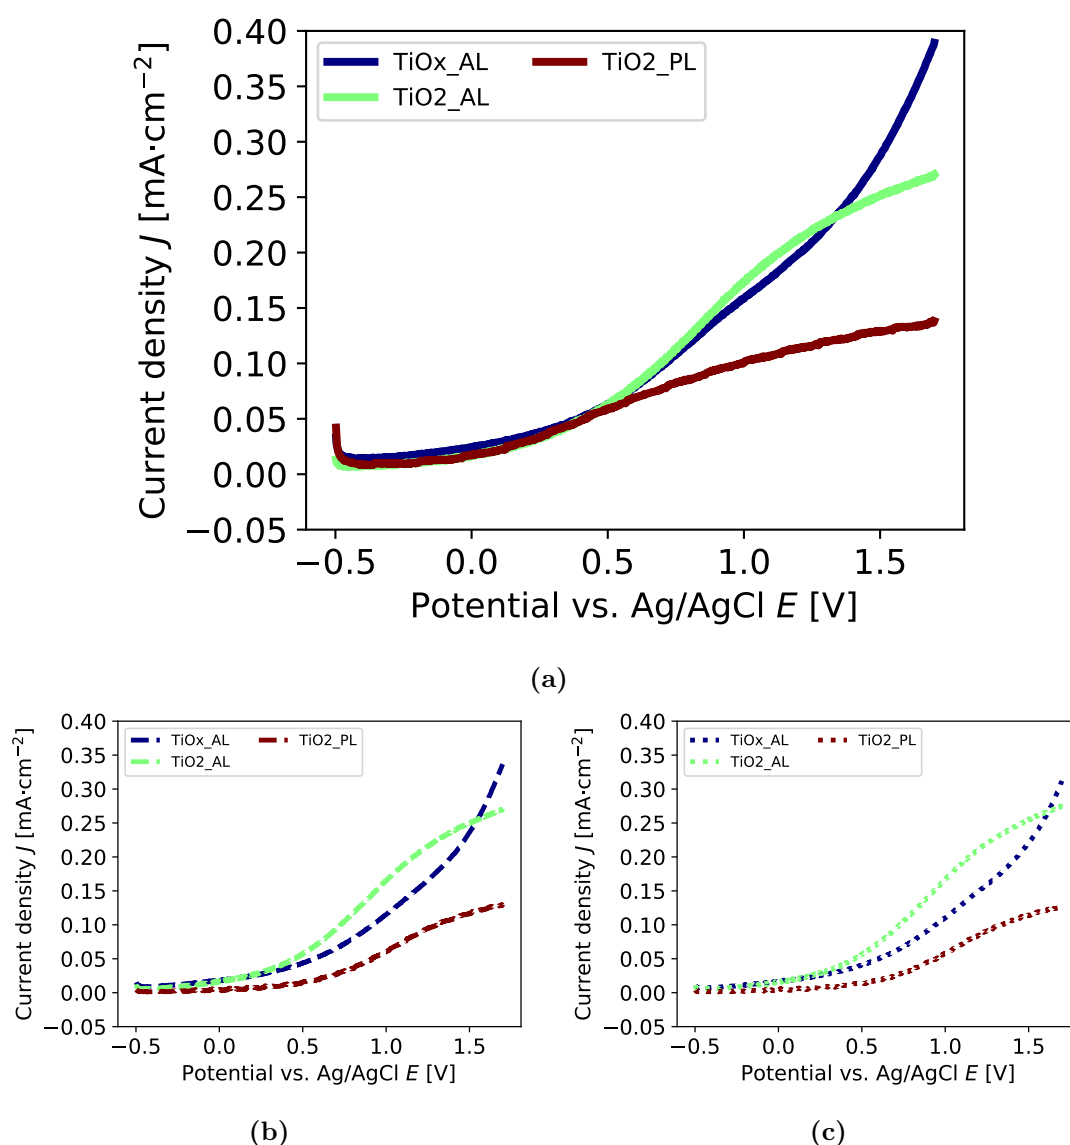 0.40
0.35
0.30
0.25
0.20
0.15
0.10
0.05
0.00
−0.05
Current density J [mA·cm−2]
TiOx_AL
TiO2_AL
TiO2_PL
−0.5 0.0 0.5 1.0 1.5
Potential vs. Ag/AgCl E [V]
(a)
0.40
0.35
0.30
0.25
0.20
0.15
0.10
0.05
0.00
−0.05
Current density J [mA·cm−2]
TiOx_AL
TiO2_AL
TiO2_PL
−0.5 0.0 0.5 1.0 1.5
Potential vs. Ag/AgCl E [V]
(b)
0.40
0.35
0.30
0.25
0.20
0.15
0.10
0.05
0.00
−0.05
Current density J [mA·cm−2]
TiOx_AL
TiO2_AL
TiO2_PL
−0.5 0.0 0.5 1.0 1.5
Potential vs. Ag/AgCl E [V]
(c)